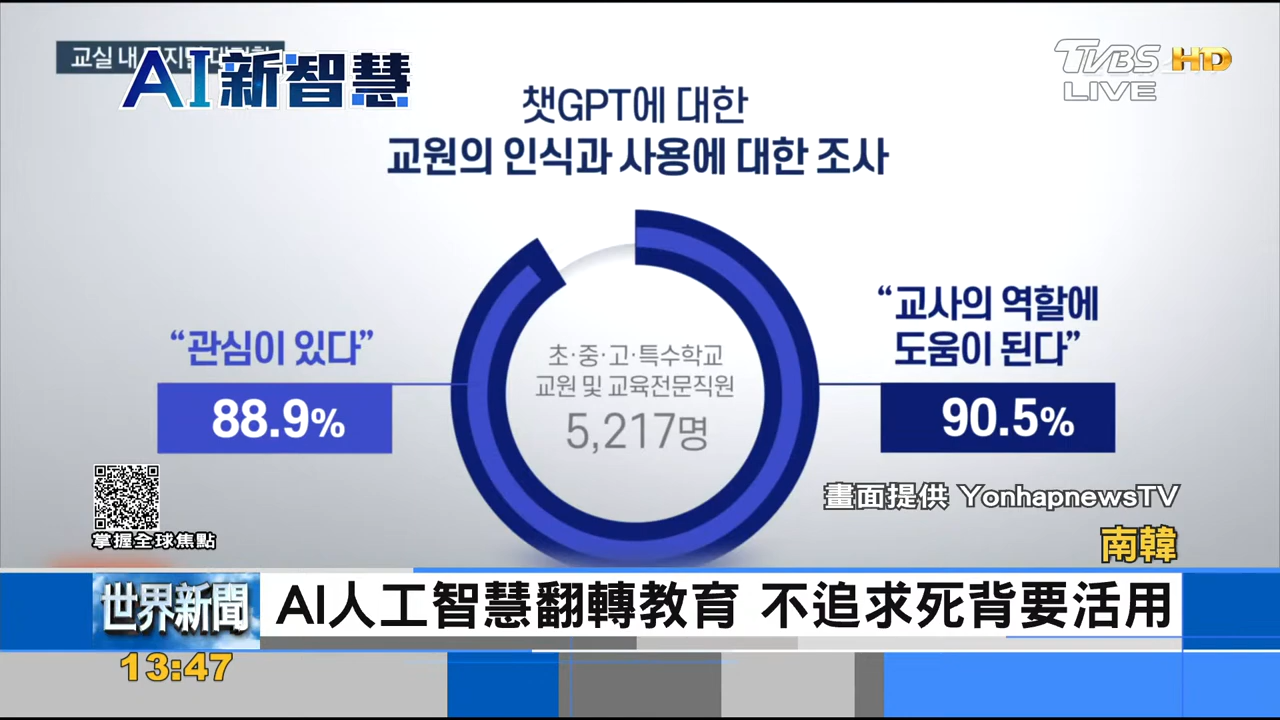 교실 내
AI新智慧
TVBS HD
LIVE
챗GPT에 대한
교원의 인식과 사용에 대한 조사
“관심이 있다”
88.9%
초·중·고·특수학교
교원 및 교육전문직원
5,217명
“교사의 역할에
도움이 된다”
90.5%
掌握全球焦點
畫面提供 YonhapnewsTV
南韓
世界新聞
AI人工智慧翻轉教育 不追求死背要活用
13:47